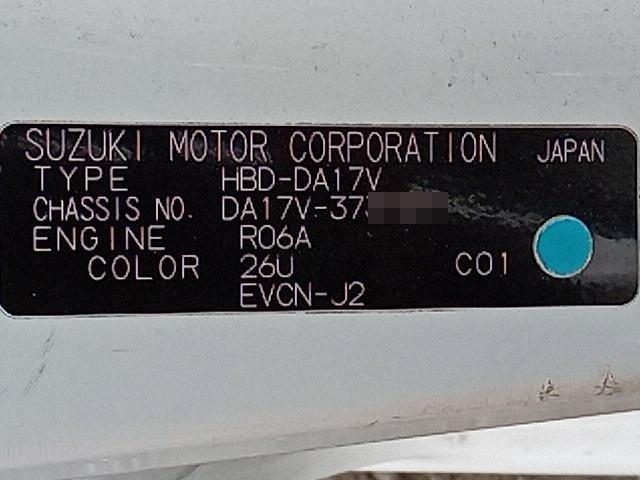 SUZUKI MOTOR CORPORATION JAPAN
TYPE HBD-DA17V
CHASSIS NO. DA17V-37
ENGINE R06A
COLOR 26U C01
EVCN-J2